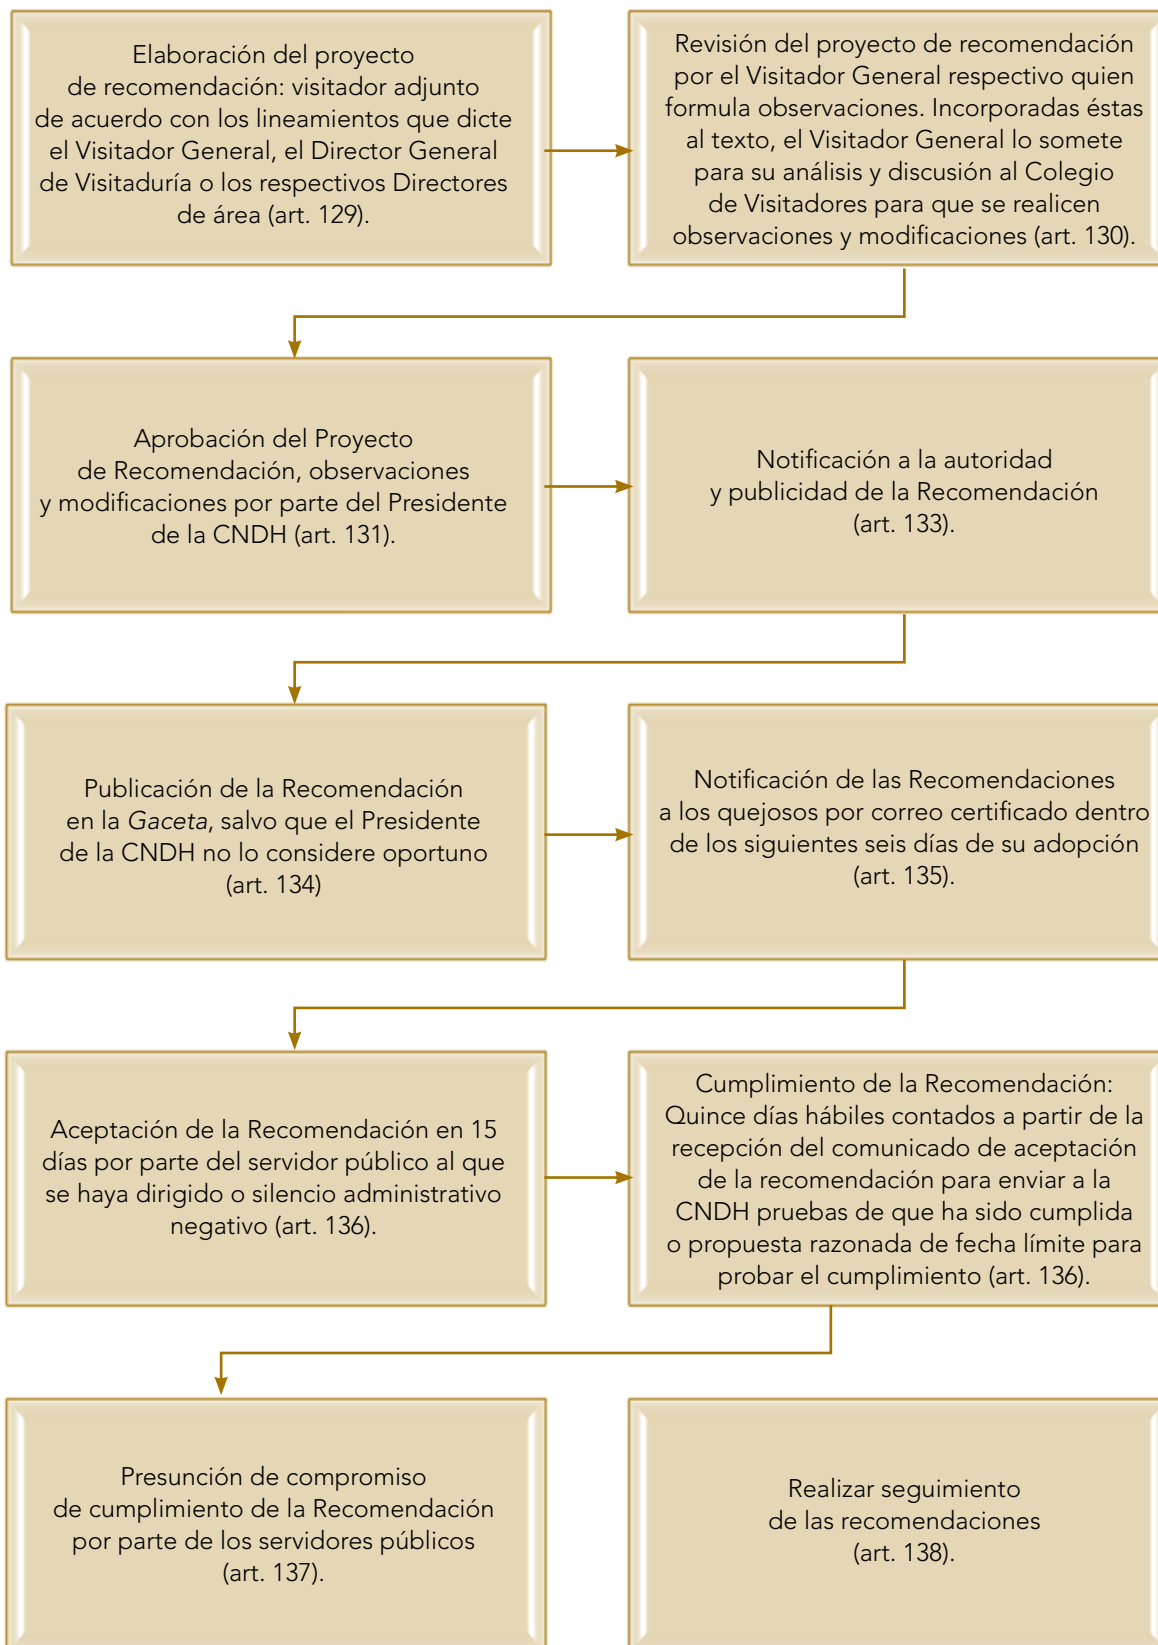 Elaboración del proyecto
de recomendación: visitador adjunto
de acuerdo con los lineamientos que dicte
el Visitador General, el Director General
de Visitaduría o los respectivos Directores
de área (art. 129).
Revisión del proyecto de recomendación
por el Visitador General respectivo quien
formula observaciones. Incorporadas éstas
al texto, el Visitador General lo somete
para su análisis y discusión al Colegio
de Visitadores para que se realicen
observaciones y modificaciones (art. 130).
Aprobación del Proyecto
de Recomendación, observaciones
y modificaciones por parte del Presidente
de la CNDH (art. 131).
Notificación a la autoridad
y publicidad de la Recomendación
(art. 133).
Publicación de la Recomendación
en la Gaceta, salvo que el Presidente
de la CNDH no lo considere oportuno
(art. 134)
Notificación de las Recomendaciones
a los quejosos por correo certificado dentro
de los siguientes seis días de su adopción
(art. 135).
Aceptación de la Recomendación en 15
días por parte del servidor público al que
se haya dirigido o silencio administrativo
negativo (art. 136).
Cumplimiento de la Recomendación:
Quince días hábiles contados a partir de la
recepción del comunicado de aceptación
de la recomendación para enviar a la
CNDH pruebas de que ha sido cumplida
o propuesta razonada de fecha límite para
probar el cumplimiento (art. 136).
Presunción de compromiso
de cumplimiento de la Recomendación
por parte de los servidores públicos
(art. 137).
Realizar seguimiento
de las recomendaciones
(art. 138).